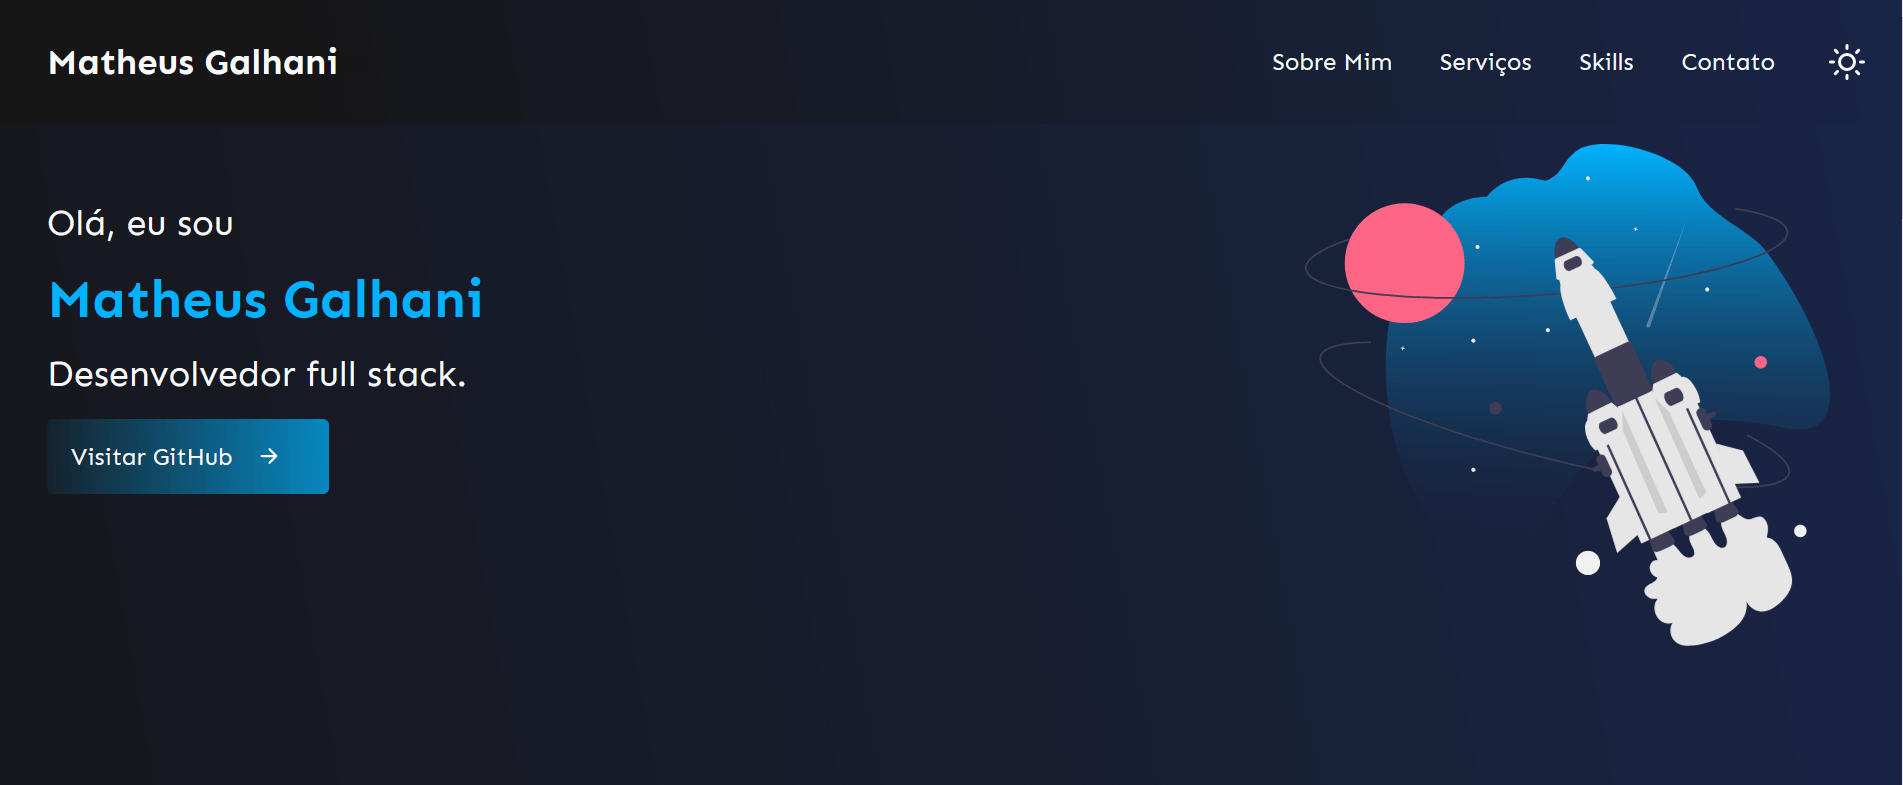 Matheus Galhani
Sobre Mim Serviços Skills Contato
Olá, eu sou
Matheus Galhani
Desenvolvedor full stack.
Visitar GitHub